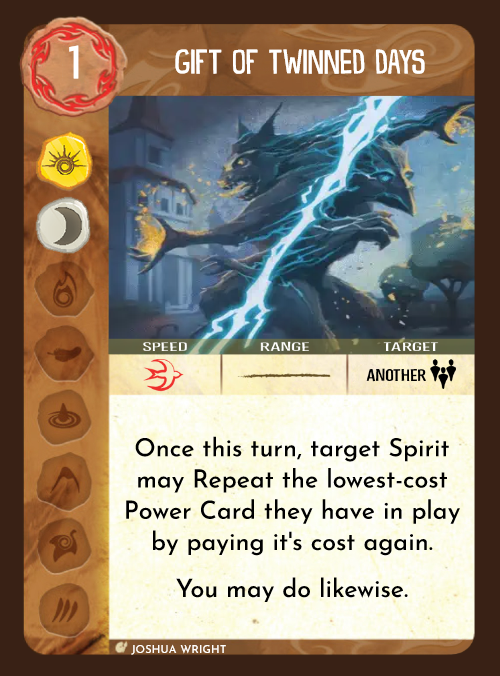 1
GIFT OF TWINNED DAYS
SPEED RANGE TARGET
ANOTHER
Once this turn, target Spirit
may Repeat the lowest-cost
Power Card they have in play
by paying it's cost again.
You may do likewise.
JOSHUA WRIGHT